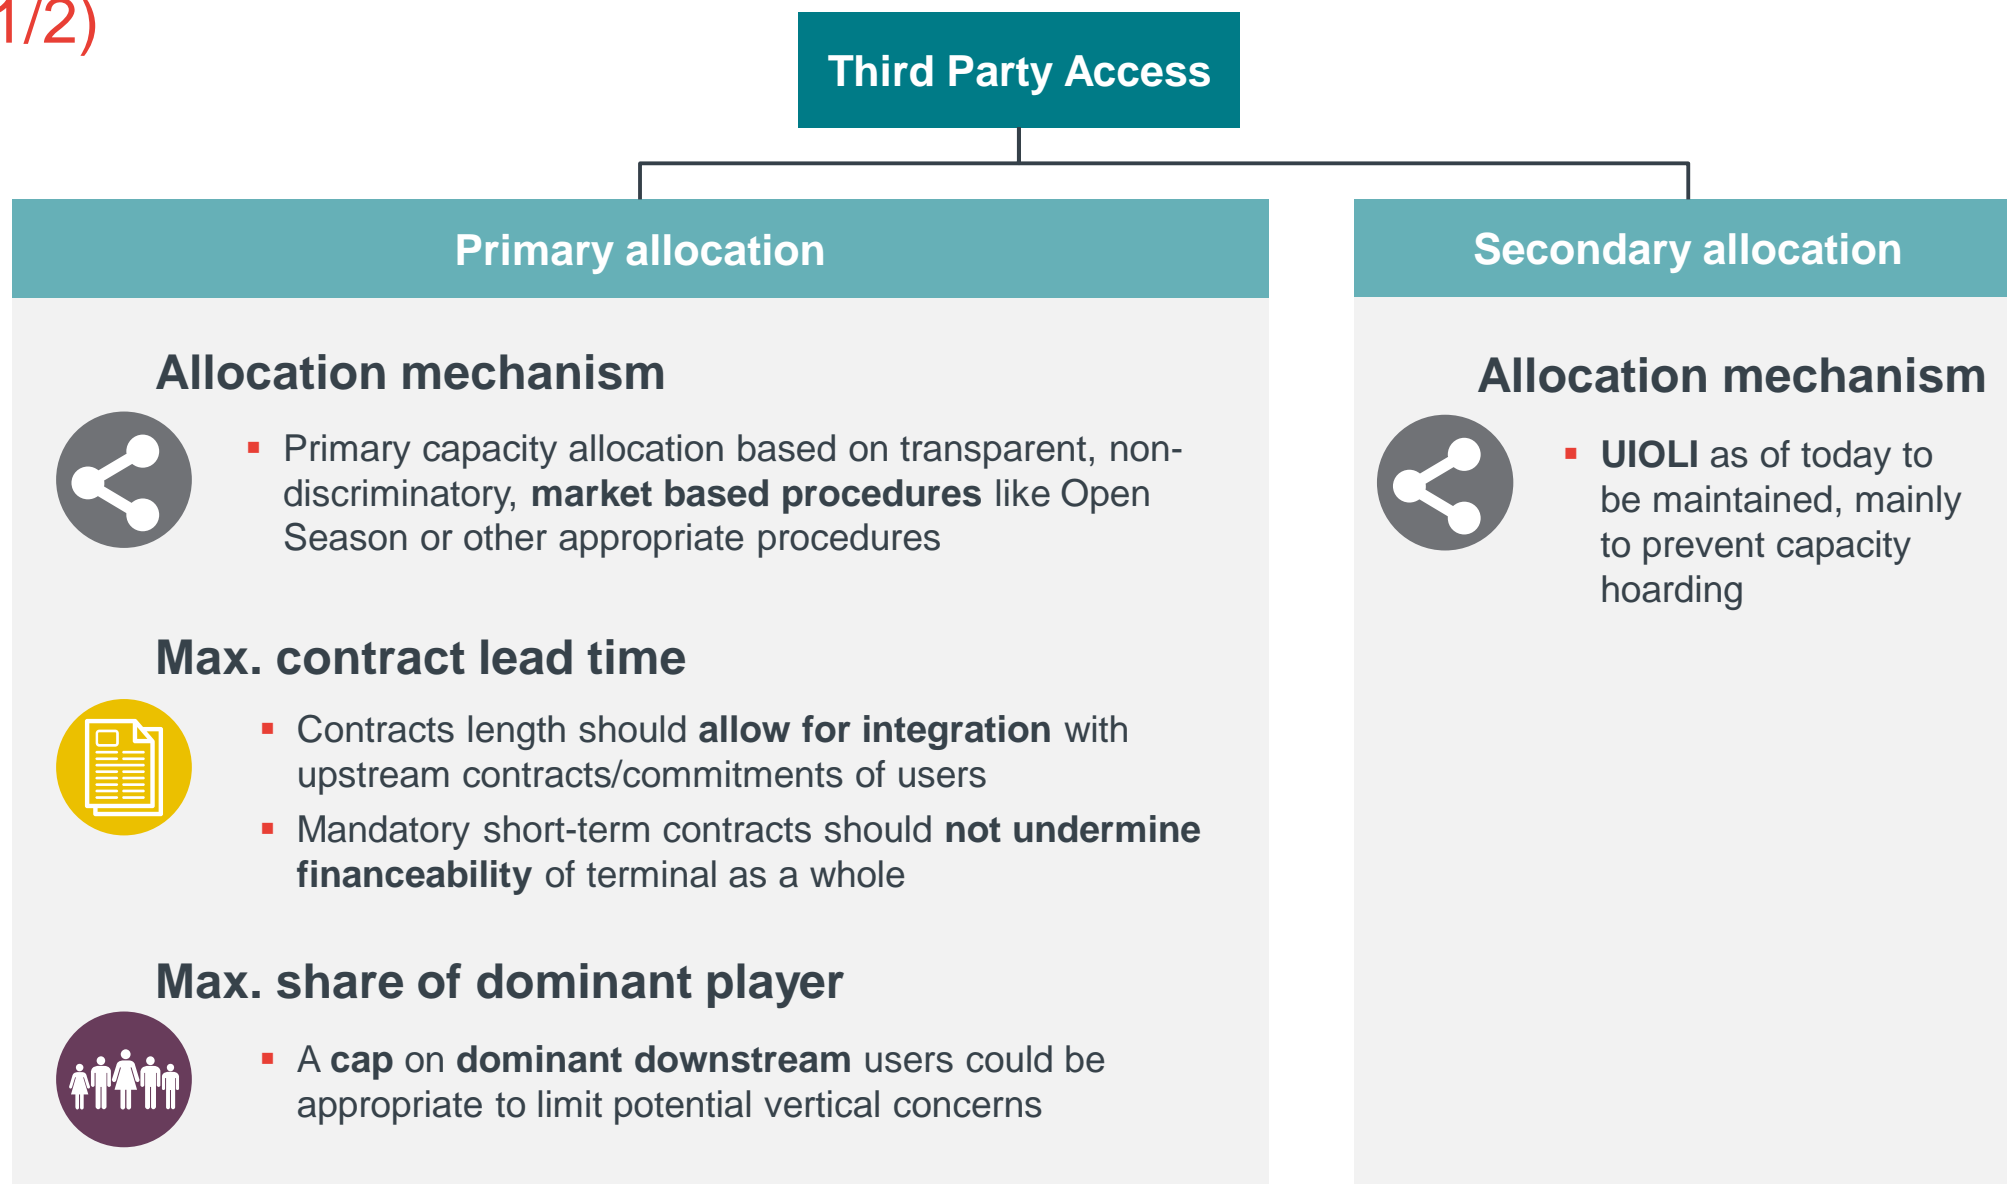 1/2)
Third Party Access
Primary allocation
Allocation mechanism
▪ Primary capacity allocation based on transparent, non-
discriminatory, market based procedures like Open
Season or other appropriate procedures
Max. contract lead time
▪ Contracts length should allow for integration with
upstream contracts/commitments of users
▪ Mandatory short-term contracts should not undermine
financeability of terminal as a whole
Max. share of dominant player
▪ A cap on dominant downstream users could be
appropriate to limit potential vertical concerns
Secondary allocation
Allocation mechanism
▪ UIOLI as of today to
be maintained, mainly
to prevent capacity
hoarding